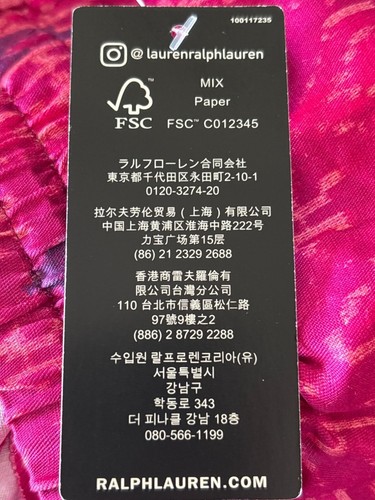 100117235
@ laurenralphlauren
MIX
Paper
FSC™ FSC™ C012345
ラルフローレン合同会社
東京都千代田区永田町2-10-1
0120-3274-20
拉尔夫劳伦贸易（上海）有限公司
中国上海黄浦区淮海中路222号
力宝广场第15层
(86) 21 2329 2688
香港商雷夫羅倫有
限公司台灣分公司
110 台北市信義區松仁路
97號9樓之2
(886) 2 8729 2288
수입원 랄프로렌코리아(유)
서울특별시
강남구
학동로 343
더 피나클 강남 18층
080-566-1199
RALPHLAUREN.COM